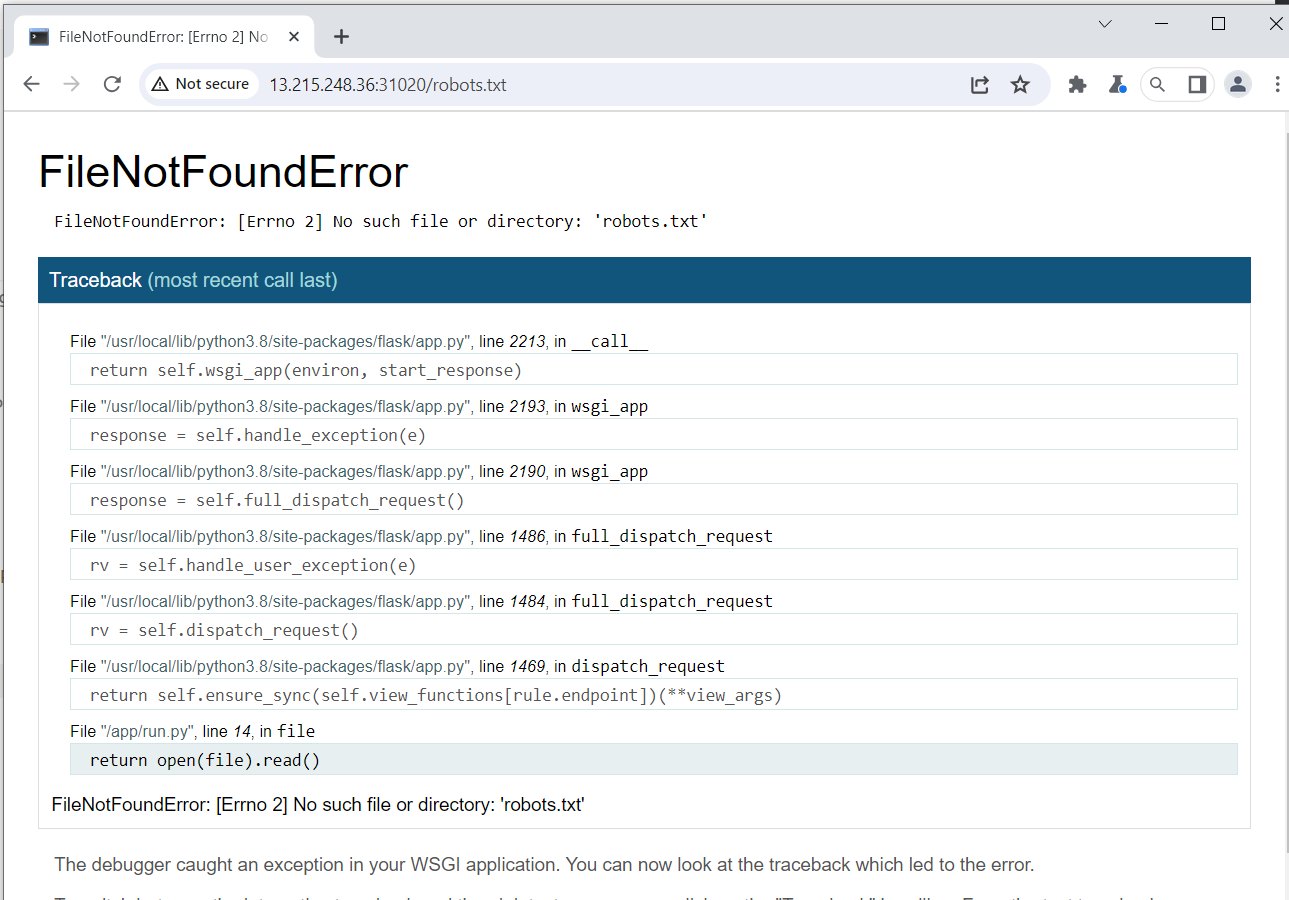 FileNotFoundError: [Errno 2] No
Not secure
13.215.248.36:31020/robots.txt
FileNotFoundError
FileNotFoundError: [Errno 2] No such file or directory: 'robots.txt'
Traceback (most recent call last)
File "/usr/local/lib/python3.8/site-packages/flask/app.py", line 2213, in __call__
return self.wsgi_app(environ, start_response)
File "/usr/local/lib/python3.8/site-packages/flask/app.py", line 2193, in wsgi_app
response = self.handle_exception(e)
File "/usr/local/lib/python3.8/site-packages/flask/app.py", line 2190, in wsgi_app
response = self.full_dispatch_request()
File "/usr/local/lib/python3.8/site-packages/flask/app.py", line 1486, in full_dispatch_request
rv = self.handle_user_exception(e)
File "/usr/local/lib/python3.8/site-packages/flask/app.py", line 1484, in full_dispatch_request
rv = self.dispatch_request()
File "/usr/local/lib/python3.8/site-packages/flask/app.py", line 1469, in dispatch_request
return self.ensure_sync(self.view_functions[rule.endpoint])(**view_args)
File "/app/run.py", line 14, in file
return open(file).read()
FileNotFoundError: [Errno 2] No such file or directory: 'robots.txt'
The debugger caught an exception in your WSGI application. You can now look at the traceback which led to the error.